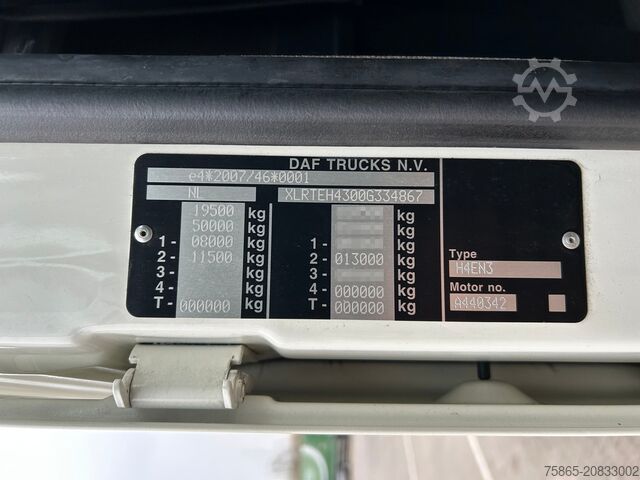 DAF TRUCKS N.V.
e4*2007/46*0001
NL XLRTEH4300G334867
19500 kg kg
50000 kg kg
1- 08000 kg 1- kg
2- 11500 kg 2- 013000 kg
3- kg 3- kg
4- kg 4- 000000 kg
T- 000000 kg T- 000000 kg
Type
H4EN3
Motor no.
A440342
75865-20833002